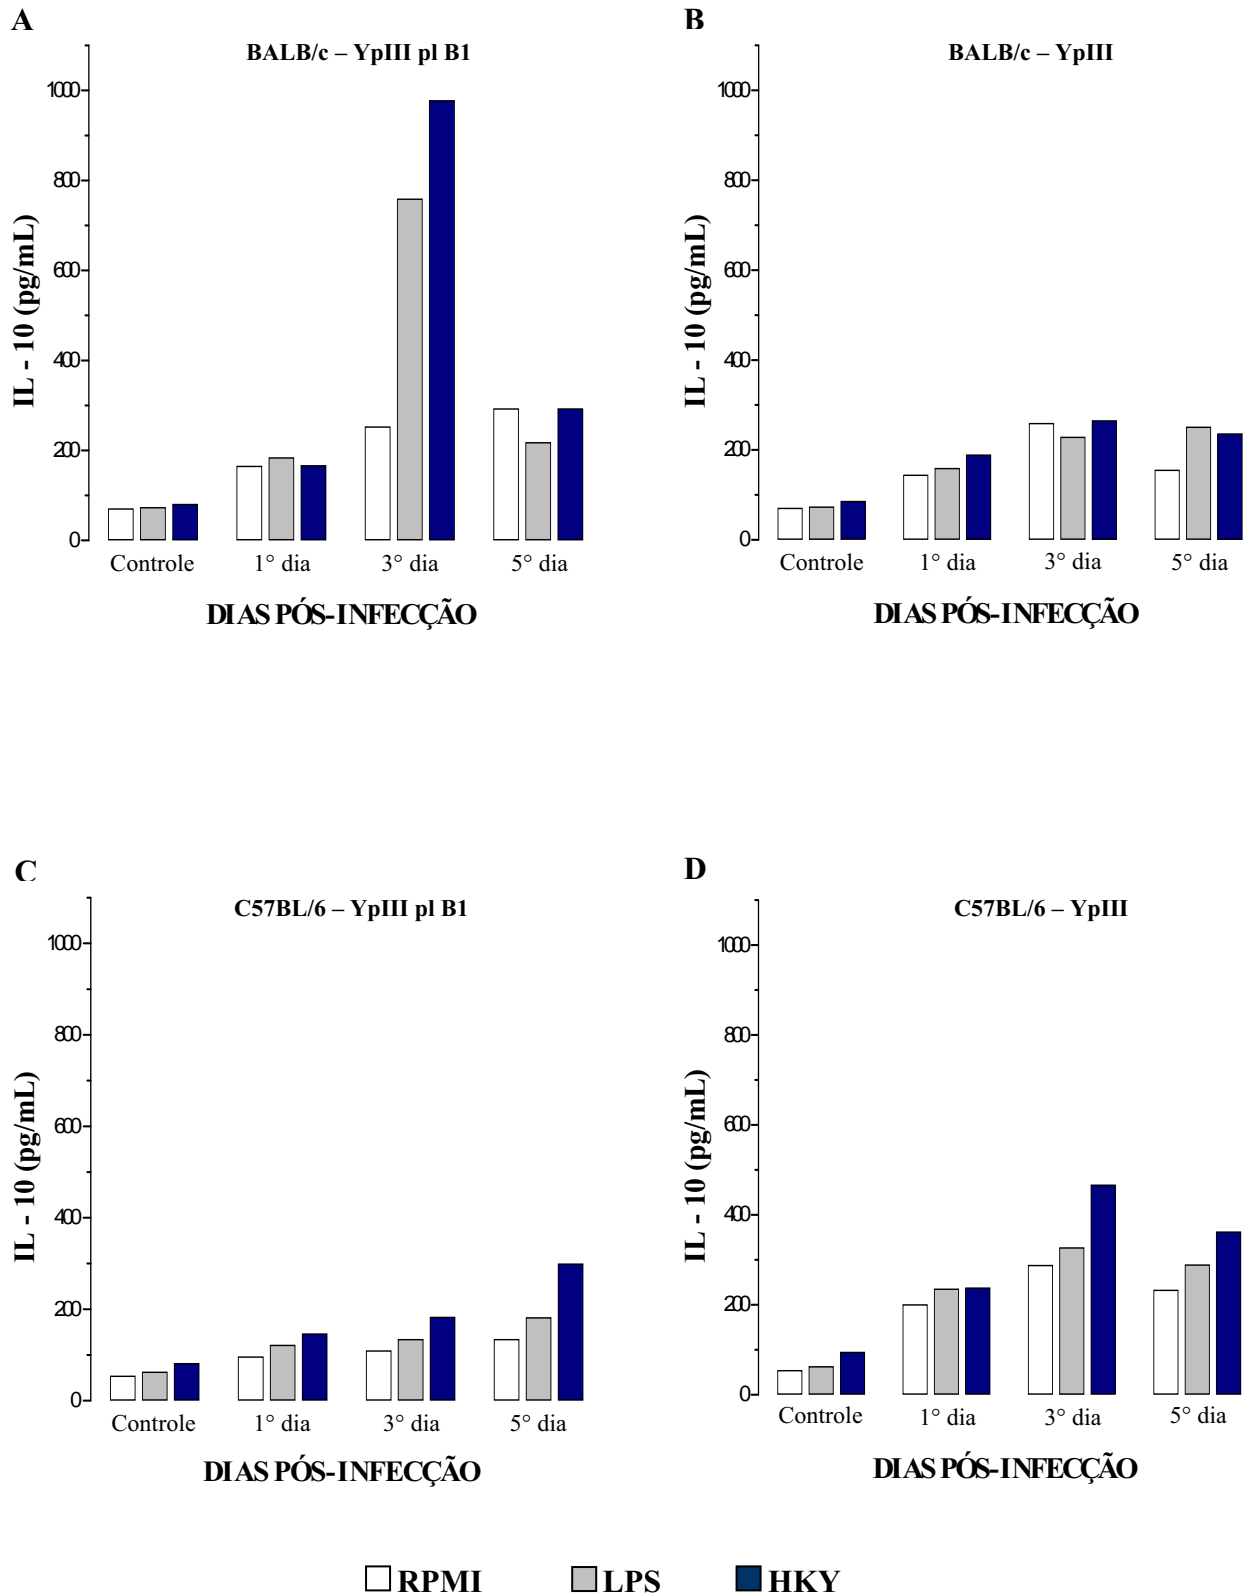 A
BALB/c – YpIII pl B1
1000
800
600
400
200
0
IL - 10 (pg/mL)
Controle 1° dia 3° dia 5° dia
DIAS PÓS-INFECÇÃO
B
BALB/c – YpIII
1000
800
600
400
200
0
IL - 10 (pg/mL)
Controle 1° dia 3° dia 5° dia
DIAS PÓS-INFECÇÃO
C
C57BL/6 – YpIII pl B1
1000
800
600
400
200
0
IL - 10 (pg/mL)
Controle 1° dia 3° dia 5° dia
DIAS PÓS-INFECÇÃO
D
C57BL/6 – YpIII
1000
800
600
400
200
0
IL - 10 (pg/mL)
Controle 1° dia 3° dia 5° dia
DIAS PÓS-INFECÇÃO
RPMI LPS HKY